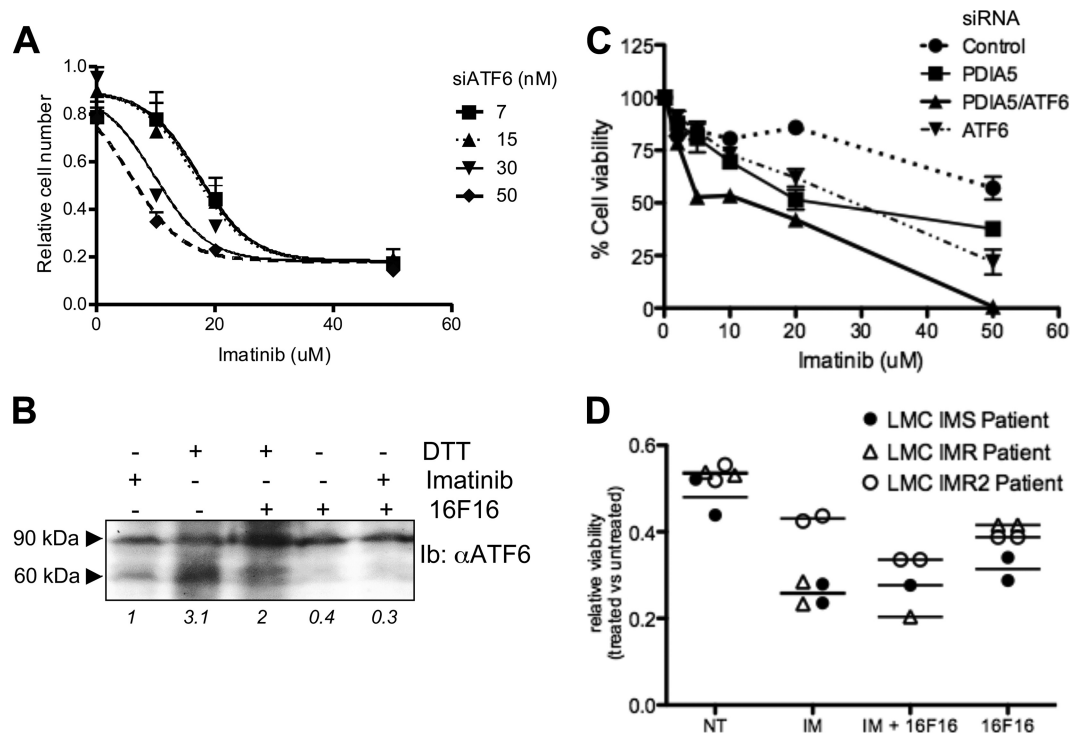 A
1.0
0.8
0.6
0.4
0.2
0.0
Relative cell number
0 20 40 60
Imatinib (uM)
siATF6 (nM)
7
15
30
50
C
siRNA
Control
PDIA5
PDIA5/ATF6
ATF6
125
100
75
50
25
0
% Cell viability
0 10 20 30 40 50 60
Imatinib (uM)
B
- + + - - DTT
+ - - - + Imatinib
- - + + + 16F16
90 kDa
60 kDa
Ib: αATF6
1 3.1 2 0.4 0.3
D
LMC IMS Patient
LMC IMR Patient
LMC IMR2 Patient
0.6
0.4
0.2
0.0
relative viability
(treated vs untreated)
NT IM IM + 16F16 16F16